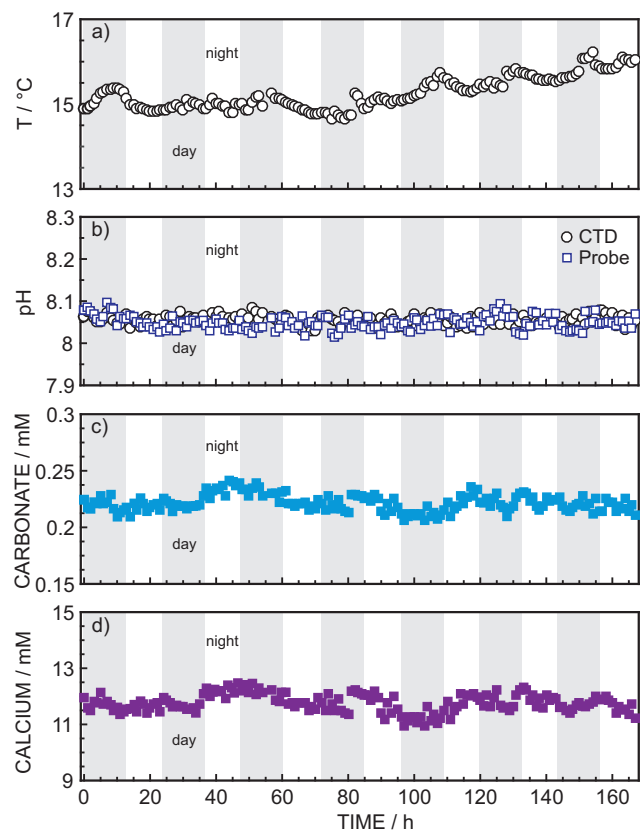 a)
17
15
13
T / °C
night
day
b)
8.3
8.2
8.1
8
7.9
pH
night
day
CTD
Probe
c)
0.3
0.25
0.2
0.15
CARBONATE / mM
night
day
d)
15
13
11
9
CALCIUM / mM
night
day
0 20 40 60 80 100 120 140 160
TIME / h